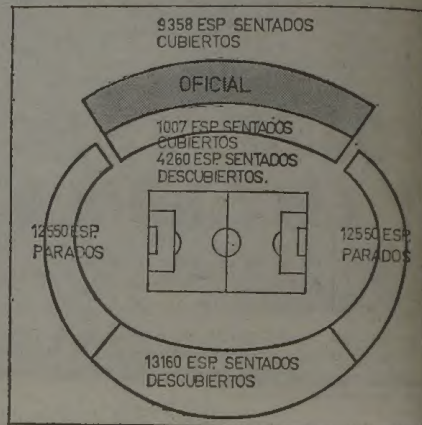 9358 ESP. SENTADOS
CUBIERTOS
OFICIAL
1007 ESP. SENTADOS
CUBIERTOS
4260 ESP. SENTADOS
DESCUBIERTOS.
12550 ESP.
PARADOS
12550 ESP.
PARADOS
13160 ESP. SENTADOS
DESCUBIERTOS